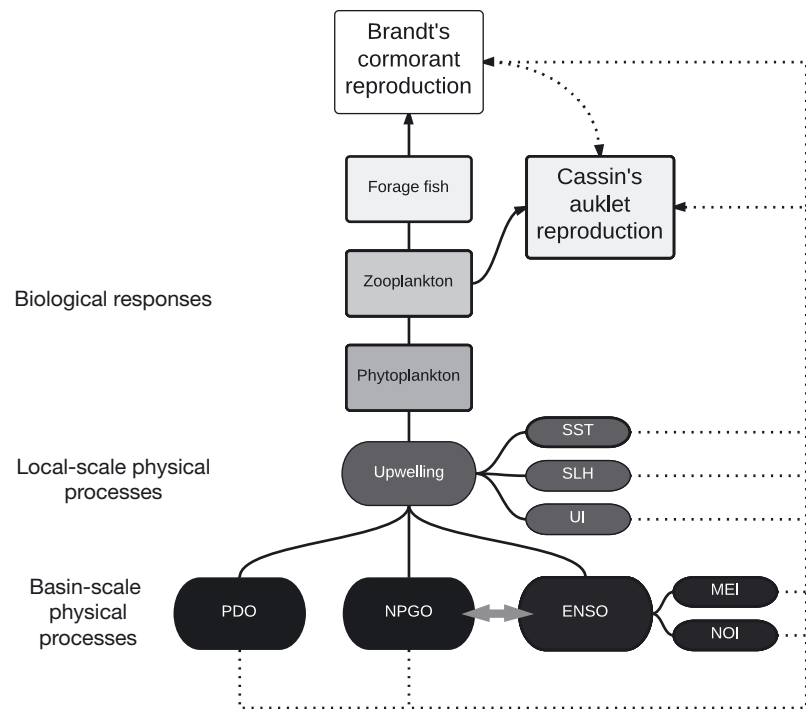 Brandt's
cormorant
reproduction
Forage fish
Cassin's
auklet
reproduction
Zooplankton
Biological responses
Phytoplankton
SST
Local-scale physical
processes
Upwelling
SLH
UI
Basin-scale
physical
processes
PDO
NPGO
ENSO
MEI
NOI